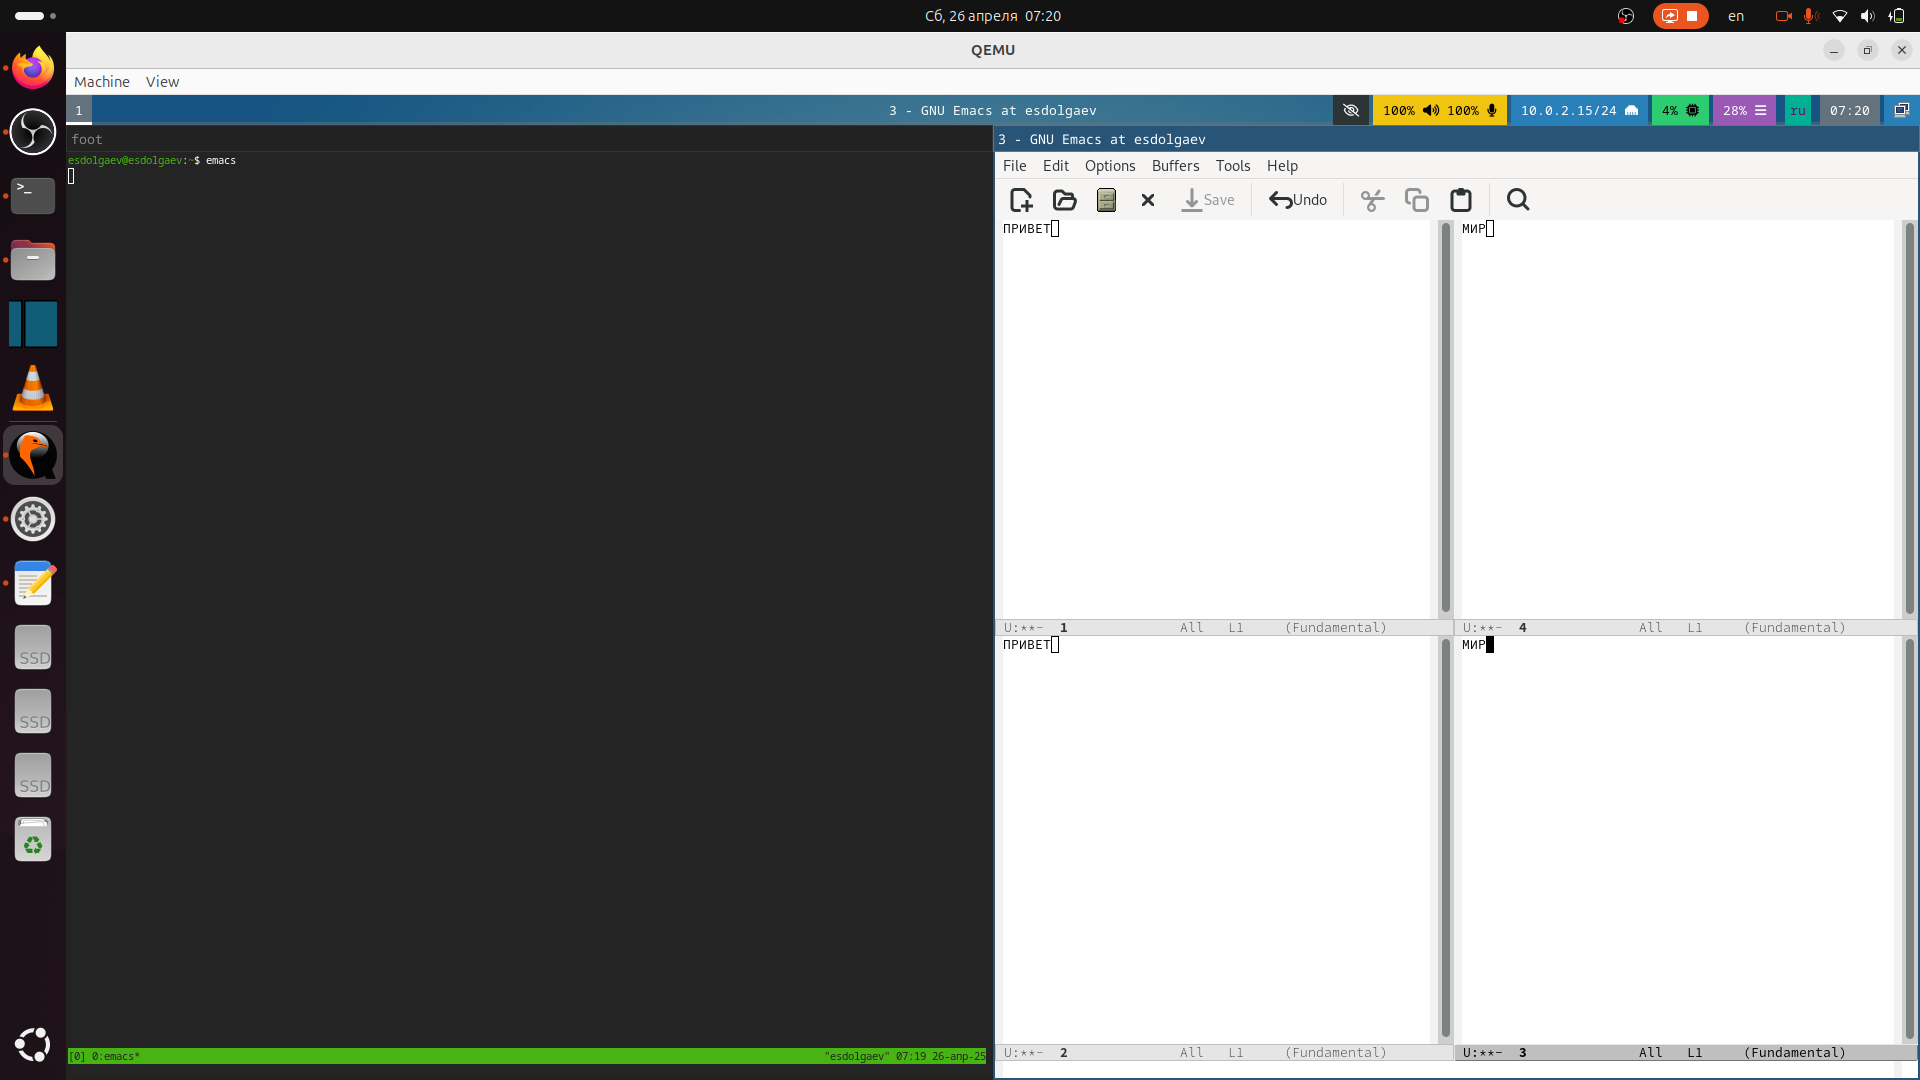 Сб, 26 апреля 07:20
en
QEMU
Machine View
1
3 - GNU Emacs at esdolgaev
100% 100%
10.0.2.15/24
4%
28%
ru
07:20
foot
esdolgaev@esdolgaev:~$ emacs
[0] 0:emacs*
"esdolgaev" 07:19 26-апр-25
3 - GNU Emacs at esdolgaev
File Edit Options Buffers Tools Help
Save Undo
ПРИВЕТ
U:**- 1 All L1 (Fundamental)
МИР
U:**- 4 All L1 (Fundamental)
ПРИВЕТ
U:**- 2 All L1 (Fundamental)
МИР
U:**- 3 All L1 (Fundamental)
>_
SSD
SSD
SSD